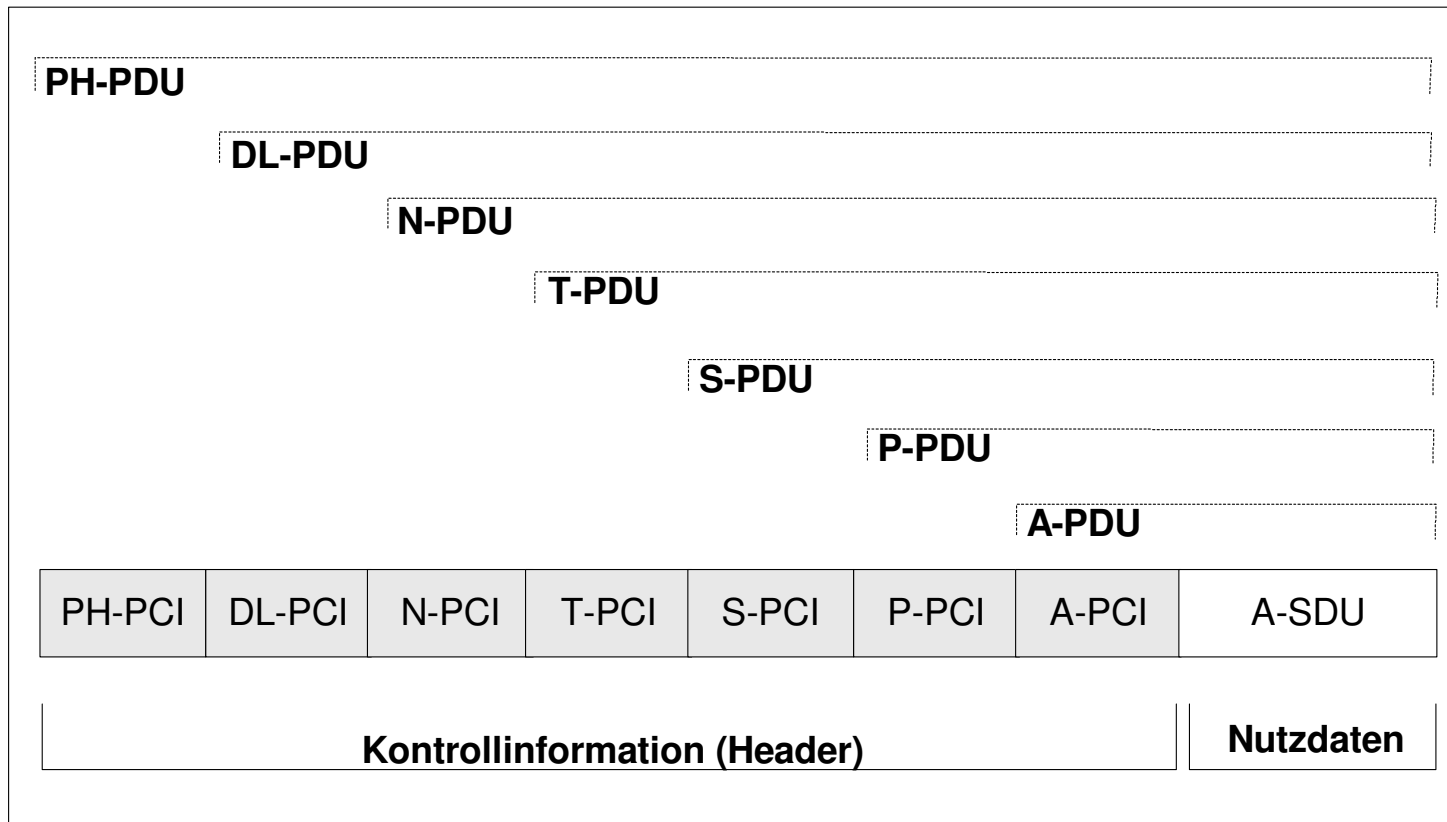 PH-PDU
DL-PDU
N-PDU
T-PDU
S-PDU
P-PDU
A-PDU
PH-PCI DL-PCI N-PCI T-PCI S-PCI P-PCI A-PCI A-SDU
Kontrollinformation (Header) Nutzdaten